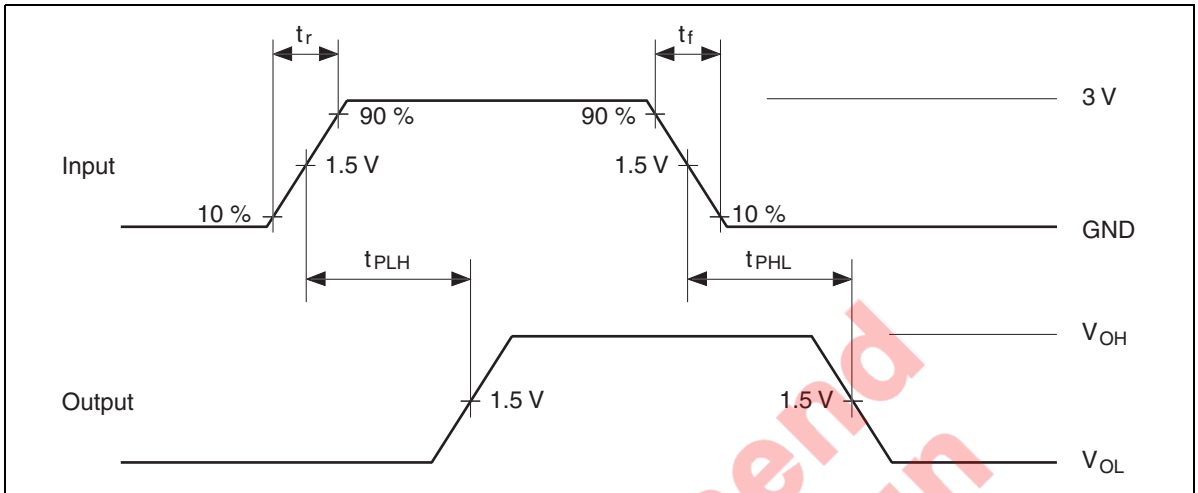 tr
tf
3 V
90 %
90 %
Input
1.5 V
1.5 V
10 %
10 %
GND
tPLH
tPHL
VOH
Output
1.5 V
1.5 V
VOL